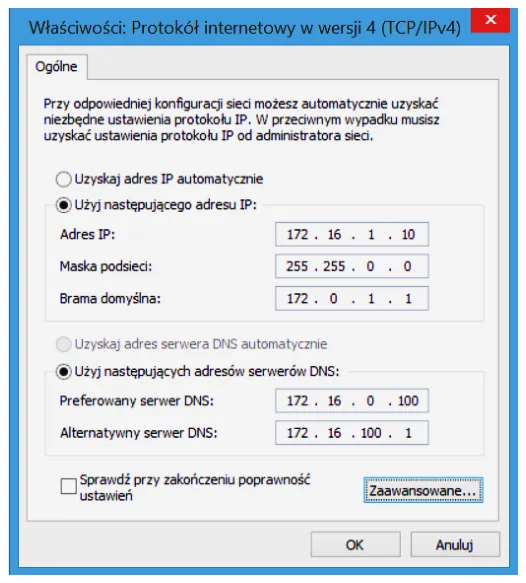 Właściwości: Protokół internetowy w wersji 4 (TCP/IPv4)
x
Ogólne
Przy odpowiedniej konfiguracji sieci możesz automatycznie uzyskać
niezbędne ustawienia protokołu IP. W przeciwnym wypadku musisz
uzyskać ustawienia protokołu IP od administratora sieci.
Uzyskaj adres IP automatycznie
Użyj następującego adresu IP:
Adres IP: 172 . 16 . 1 . 10
Maska podsieci: 255 . 255 . 0 . 0
Brama domyślna: 172 . 0 . 1 . 1
Uzyskaj adres serwera DNS automatycznie
Użyj następujących adresów serwerów DNS:
Preferowany serwer DNS: 172 . 16 . 0 . 100
Alternatywny serwer DNS: 172 . 16 . 100 . 1
Sprawdź przy zakończeniu poprawność
ustawień
Zaawansowane...
OK Anuluj